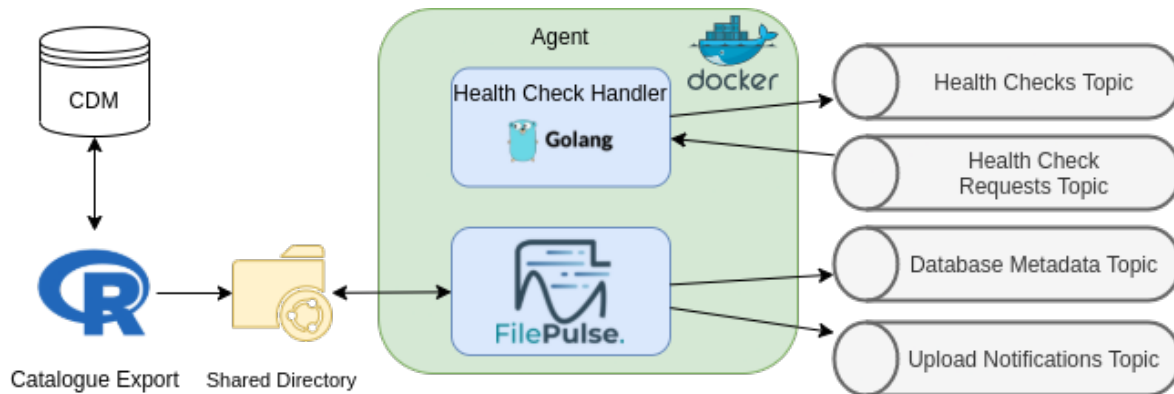 Agent
docker
CDM
Health Check Handler
Golang
Health Checks Topic
Health Check
Requests Topic
R
FilePulse.
Database Metadata Topic
Upload Notifications Topic
Catalogue Export
Shared Directory